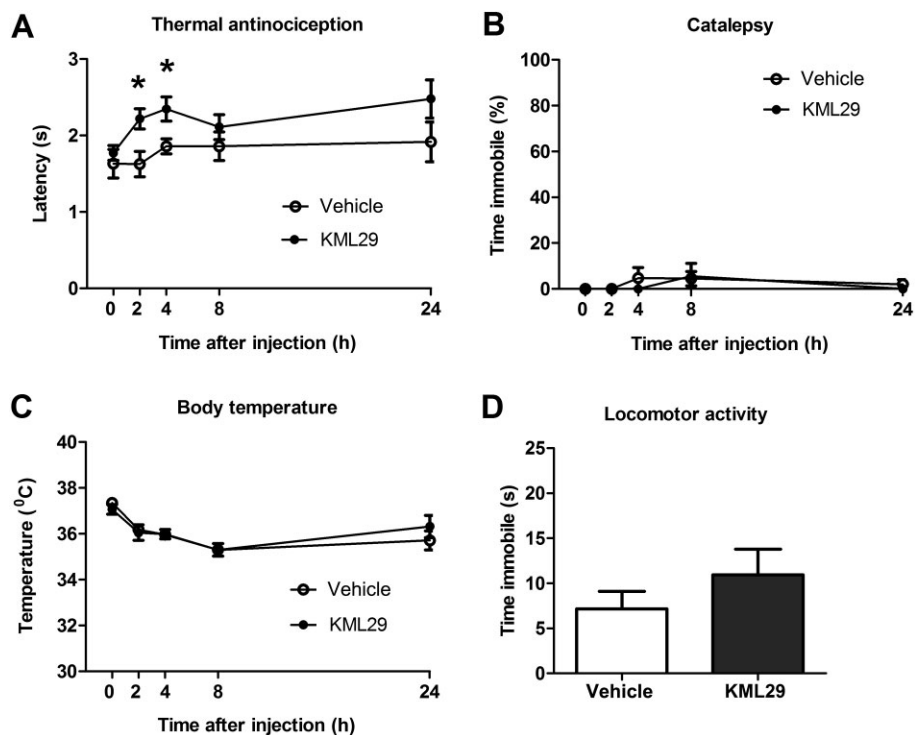 A
Thermal antinociception
3
2
1
0
Latency (s)
*
*
Vehicle
KML29
0 2 4 8 24
Time after injection (h)
B
Catalepsy
100
80
60
40
20
0
Time immobile (%)
Vehicle
KML29
0 2 4 8 24
Time after injection (h)
C
Body temperature
40
38
36
34
32
30
Temperature (⁰C)
Vehicle
KML29
0 2 4 8 24
Time after injection (h)
D
Locomotor activity
25
20
15
10
5
0
Time immobile (s)
Vehicle KML29